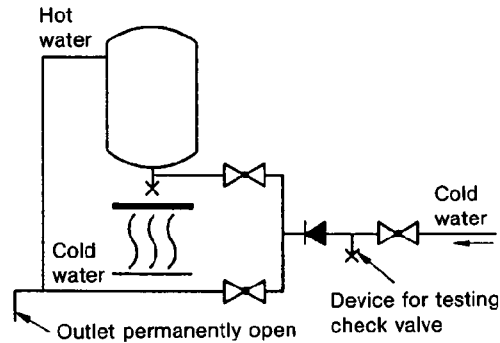 Hot
water
Cold
water
Cold
water
Device for testing
check valve
Outlet permanently open